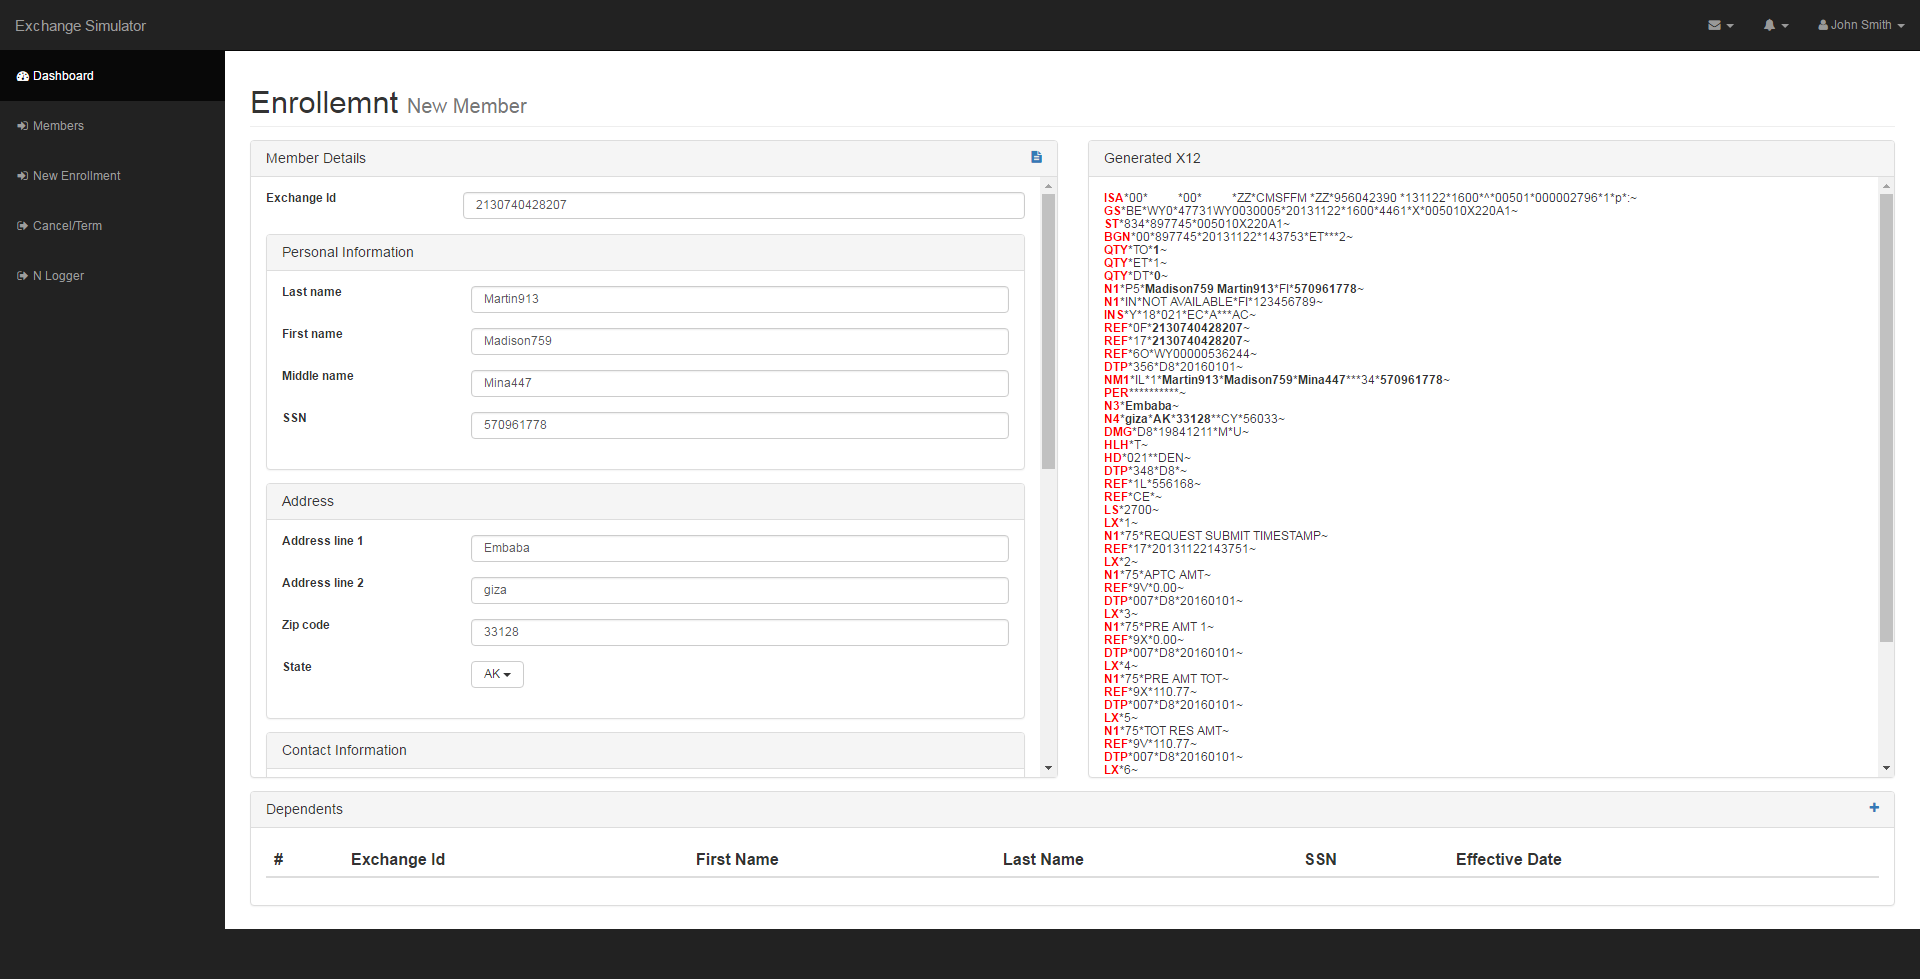 Exchange Simulator
John Smith
Dashboard
Members
New Enrollment
Cancel/Term
N Logger
Enrollemnt New Member
Member Details
Exchange Id
2130740428207
Personal Information
Last name
Martin913
First name
Madison759
Middle name
Mina447
SSN
570961778
Address
Address line 1
Embaba
Address line 2
giza
Zip code
33128
State
AK
Contact Information
Generated X12
ISA*00*          *00*          *ZZ*CMSFFM *ZZ*956042390 *131122*1600*^*00501*000002796*1*p*:~
GS*BE*WY0*47731WY0030005*20131122*1600*4461*X*005010X220A1~
ST*834*897745*005010X220A1~
BGN*00*897745*20131122*143753*ET***2~
QTY*TO*1~
QTY*ET*1~
QTY*DT*0~
N1*P5*Madison759 Martin913*FI*570961778~
N1*IN*NOT AVAILABLE*FI*123456789~
INS*Y*18*021*EC*A***AC~
REF*0F*2130740428207~
REF*17*2130740428207~
REF*6O*WY00000536244~
DTP*356*D8*20160101~
NM1*IL*1*Martin913*Madison759*Mina447***34*570961778~
PER**********~
N3*Embaba~
N4*giza*AK*33128**CY*56033~
DMG*D8*19841211*M*U~
HLH*T~
HD*021**DEN~
DTP*348*D8*~
REF*1L*556168~
REF*CE*~
LS*2700~
LX*1~
N1*75*REQUEST SUBMIT TIMESTAMP~
REF*17*20131122143751~
LX*2~
N1*75*APTC AMT~
REF*9V*0.00~
DTP*007*D8*20160101~
LX*3~
N1*75*PRE AMT 1~
REF*9X*0.00~
DTP*007*D8*20160101~
LX*4~
N1*75*PRE AMT TOT~
REF*9X*110.77~
DTP*007*D8*20160101~
LX*5~
N1*75*TOT RES AMT~
REF*9V*110.77~
DTP*007*D8*20160101~
LX*6~
Dependents
# Exchange Id First Name Last Name SSN Effective Date